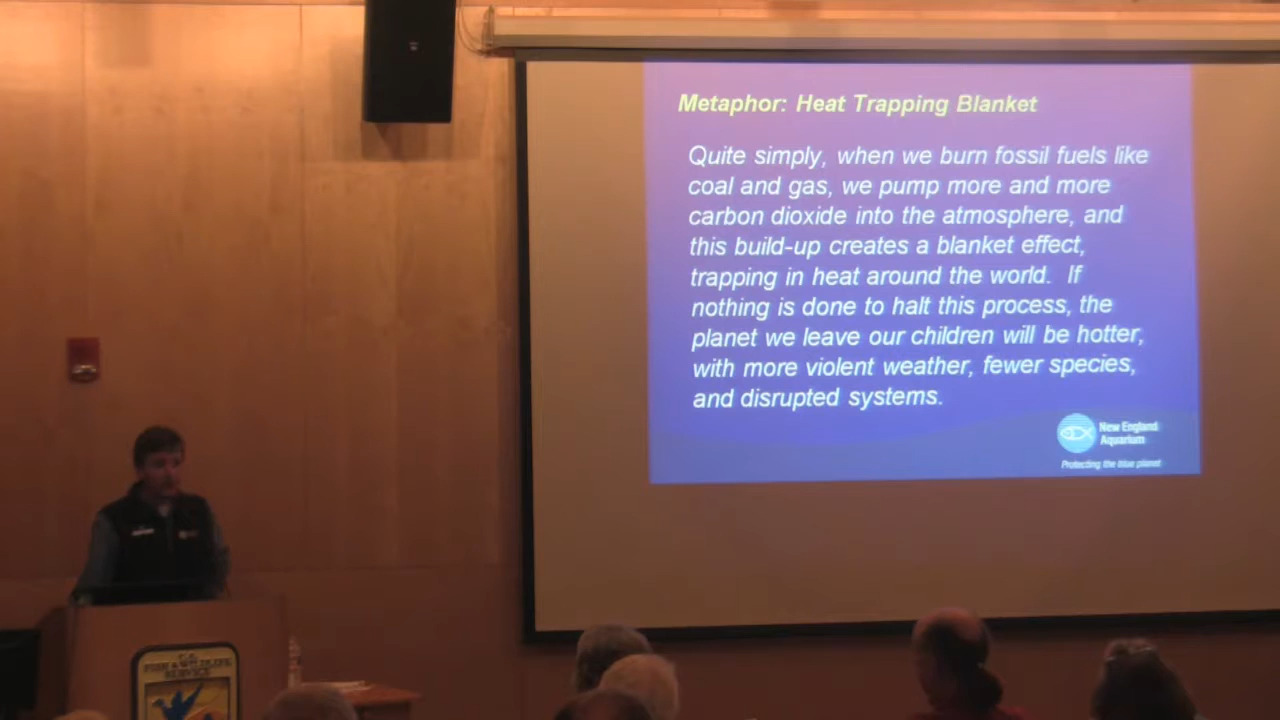 Metaphor: Heat Trapping Blanket
Quite simply, when we burn fossil fuels like
coal and gas, we pump more and more
carbon dioxide into the atmosphere, and
this build-up creates a blanket effect,
trapping in heat around the world. If
nothing is done to halt this process, the
planet we leave our children will be hotter,
with more violent weather, fewer species,
and disrupted systems.
New England
Aquarium
Protecting the blue planet
U.S.
FISH & WILDLIFE
SERVICE